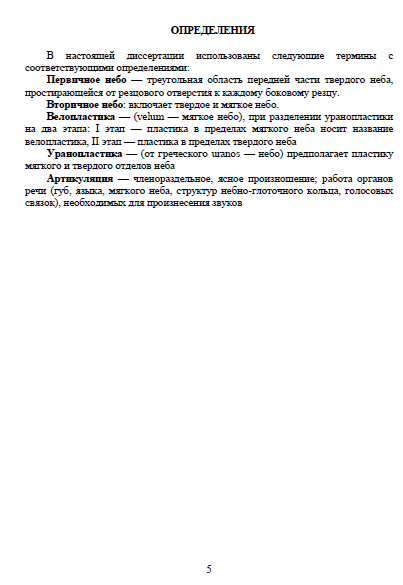 ОПРЕДЕЛЕНИЯ
В настоящей диссертации использованы следующие термины с
соответствующими определениями:
Первичное небо — треугольная область передней части твердого неба,
простирающейся от резцового отверстия к каждому боковому резцу.
Вторичное небо: включает твердое и мягкое небо.
Велопластика — (velum — мягкое небо), при разделении уранопластики
на два этапа: I этап — пластика в пределах мягкого неба носит название
велопластика, II этап — пластика в пределах твердого неба
Уранопластика — (от греческого uranos — небо) предполагает пластику
мягкого и твердого отделов неба
Артикуляция — членораздельное, ясное произношение; работа органов
речи (губ, языка, мягкого неба, структур небно-глоточного кольца, голосовых
связок), необходимых для произнесения звуков
5